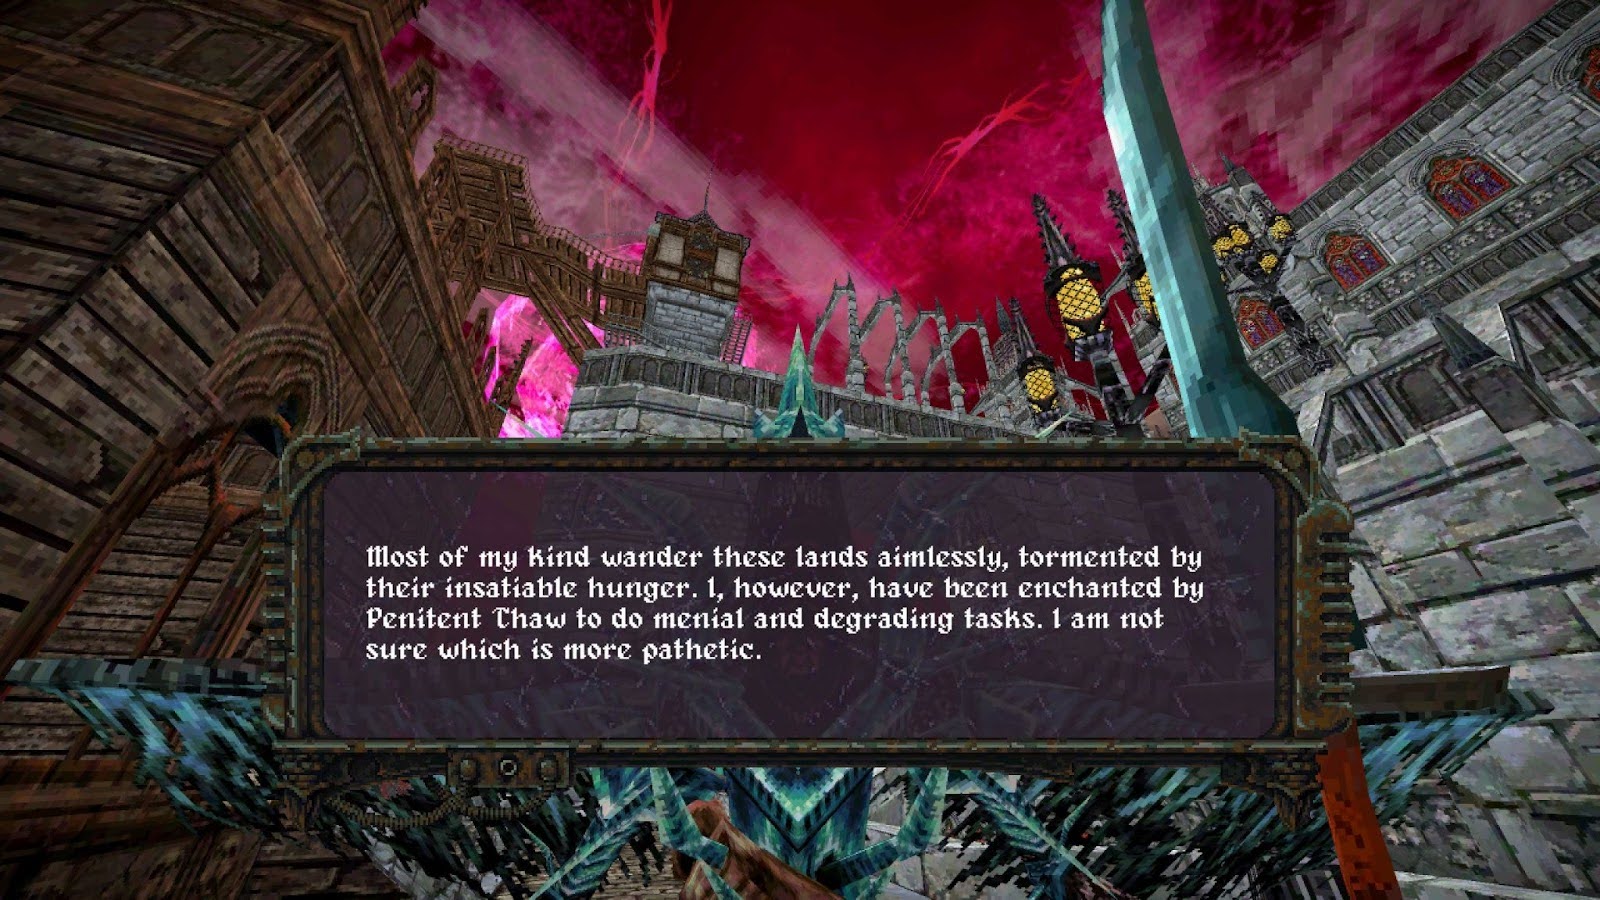 Most of my kind wander these lands aimlessly, tormented by
their insatiable hunger. I, however, have been enchanted by
Penitent Thaw to do menial and degrading tasks. I am not
sure which is more pathetic.